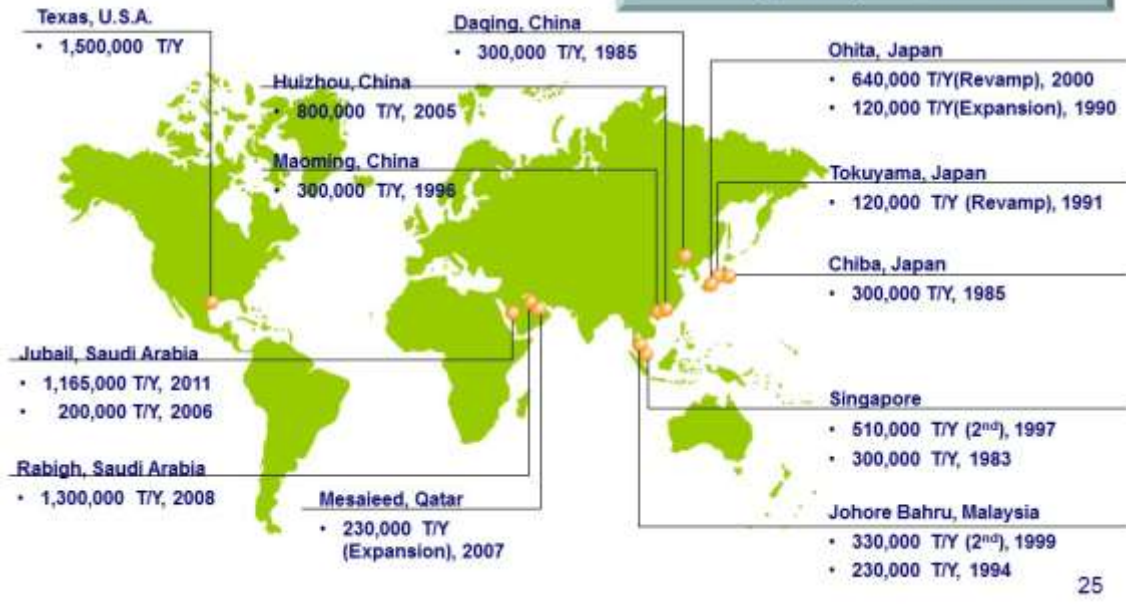 Texas, U.S.A.
• 1,500,000 T/Y
Daqing, China
• 300,000 T/Y, 1985
Huizhou, China
• 800,000 T/Y, 2005
Maoming, China
• 300,000 T/Y, 1996
Ohita, Japan
• 640,000 T/Y(Revamp), 2000
• 120,000 T/Y(Expansion), 1990
Tokuyama, Japan
• 120,000 T/Y (Revamp), 1991
Chiba, Japan
• 300,000 T/Y, 1985
Jubail, Saudi Arabia
• 1,165,000 T/Y, 2011
• 200,000 T/Y, 2006
Rabigh, Saudi Arabia
• 1,300,000 T/Y, 2008
Mesaieed, Qatar
• 230,000 T/Y
(Expansion), 2007
Singapore
• 510,000 T/Y (2nd), 1997
• 300,000 T/Y, 1983
Johore Bahru, Malaysia
• 330,000 T/Y (2nd), 1999
• 230,000 T/Y, 1994
25